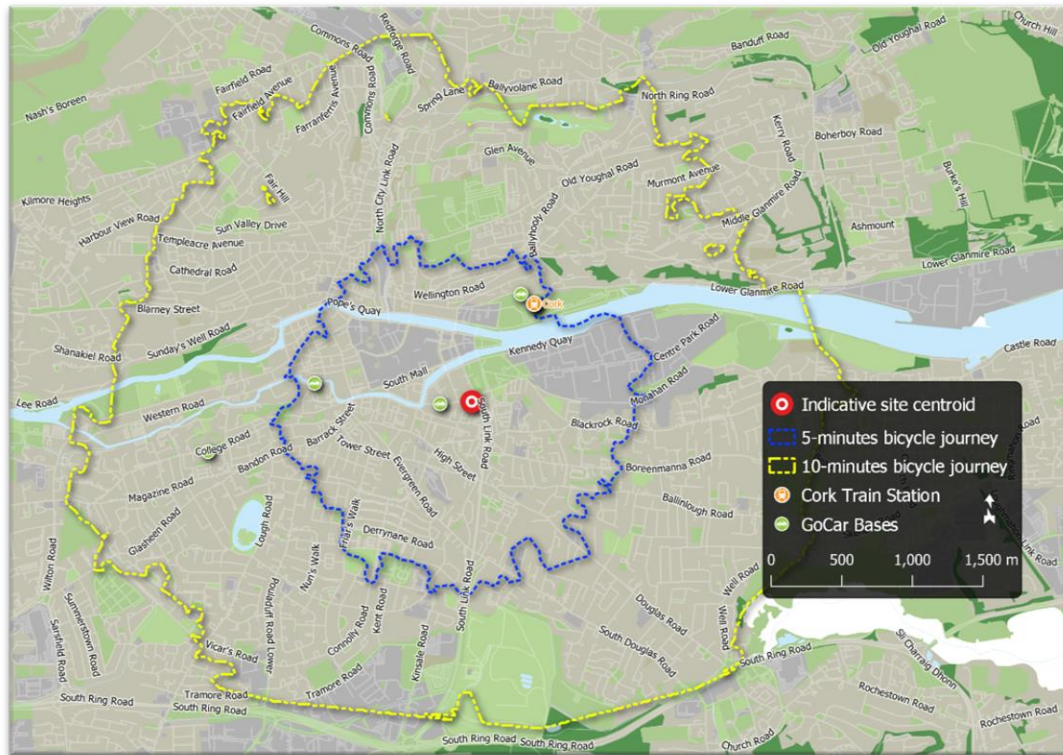 Church Hill
Redforge Road
Commons Road
Banduff Road
Old Youghal Road
Fairfield Road
Nash's Boreen
Fairfield Avenue
Farranferris Avenue
Commons Road
Spring Lane
Ballyvolane Road
North Ring Road
Kerry Road
Boherboy Road
Glen Avenue
North City Link Road
Old Youghal Road
Murmont Avenue
Burke's Hill
Kilmore Heights
Fair Hill
Harbour View Road
Sun Valley Drive
Ballyhooly Road
Middle Glanmire Road
Ashmount
Templeacre Avenue
Cathedral Road
Lower Glanmire Road
Wellington Road
Lower Glanmire Road
Blarney Street
Pope's Quay
Cork
Sunday's Well Road
Kennedy Quay
Centre Park Road
Castle Road
Shanakiel Road
South Mall
Monahan Road
Lee Road
Western Road
South Link Road
Blackrock Road
College Road
Barrack Street
Bandon Road
Tower Street
High Street
Evergreen Road
Boreenmanna Road
Magazine Road
Ballinlough Road
Lough Road
Friar's Walk
Derrynane Road
Glasheen Road
Nun's Walk
Wilton Road
South Link Road
Well Road
Summerstown Road
Sarsfield Road
Pouladuff Road Lower
Connolly Road
Kent Road
Douglas Road
Well Road
Vicar's Road
Kinsale Road
South Douglas Road
South Ring Road
Sli Charraig Dhonn
Tramore Road
Tramore Road
Rochestown Road
South Ring Road
South Ring Road
South Ring Road
South Ring Road
Church Road
Rochestown Road
Indicative site centroid
5-minutes bicycle journey
10-minutes bicycle journey
Cork Train Station
GoCar Bases
0 500 1,000 1,500 m